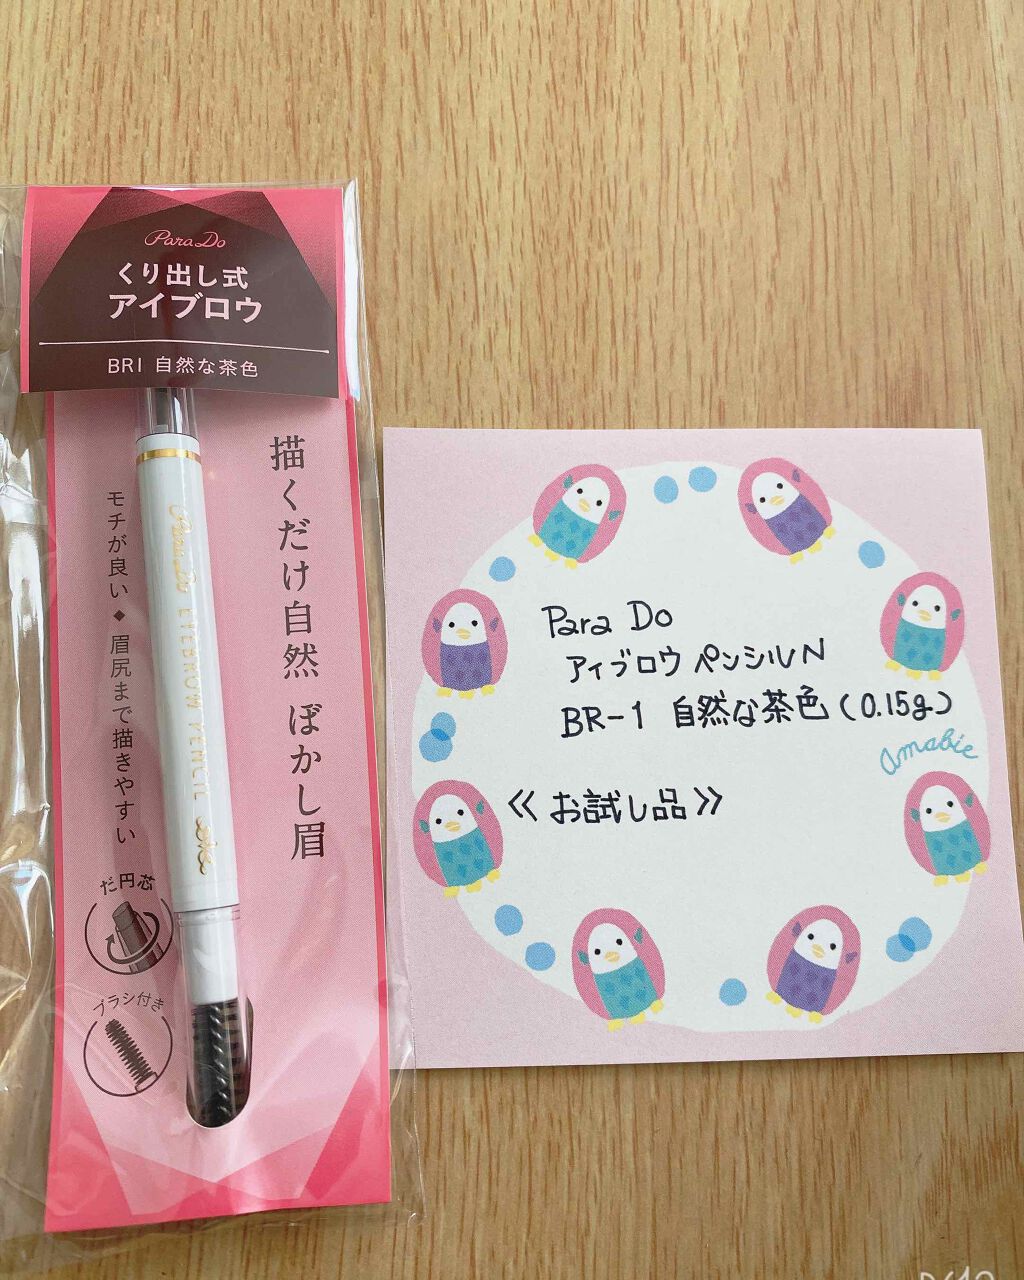 Para Do
くり出し式
アイブロウ
BR1 自然な茶色
描くだけ自然 ぼかし眉
モチが良い◆眉尻まで描きやすい
Para Do EYEBROW PENCIL
だ円芯
ブラシ付き
Para Do
アイブロウ ペンシルN
BR-1 自然な茶色(0.15g)
amabie
《お試し品》